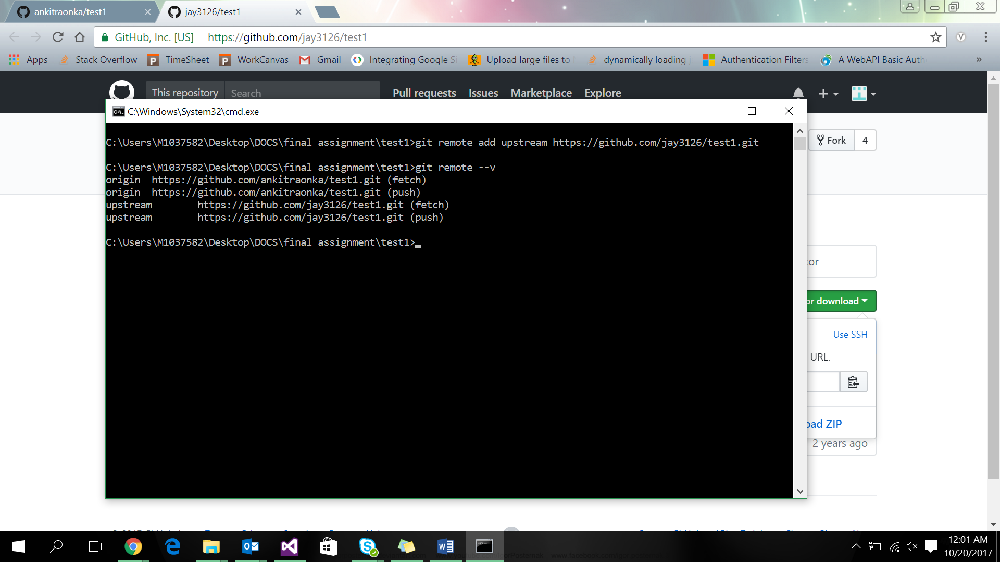 ankitraonka/test1
jay3126/test1
GitHub, Inc. [US] https://github.com/jay3126/test1
Apps Stack Overflow TimeSheet WorkCanvas Gmail Integrating Google Upload large files to dynamically loading Authentication Filters A WebAPI Basic
This repository Search Pull requests Issues Marketplace Explore
C:\Windows\System32\cmd.exe
C:\Users\M1037582\Desktop\DOCS\final assignment\test1>git remote add upstream https://github.com/jay3126/test1.git
C:\Users\M1037582\Desktop\DOCS\final assignment\test1>git remote --v
origin https://github.com/ankitraonka/test1.git (fetch)
origin https://github.com/ankitraonka/test1.git (push)
upstream https://github.com/jay3126/test1.git (fetch)
upstream https://github.com/jay3126/test1.git (push)
C:\Users\M1037582\Desktop\DOCS\final assignment\test1>
Fork 4
tor
or download
Use SSH
URL.
oad ZIP
2 years ago
12:01 AM
10/20/2017